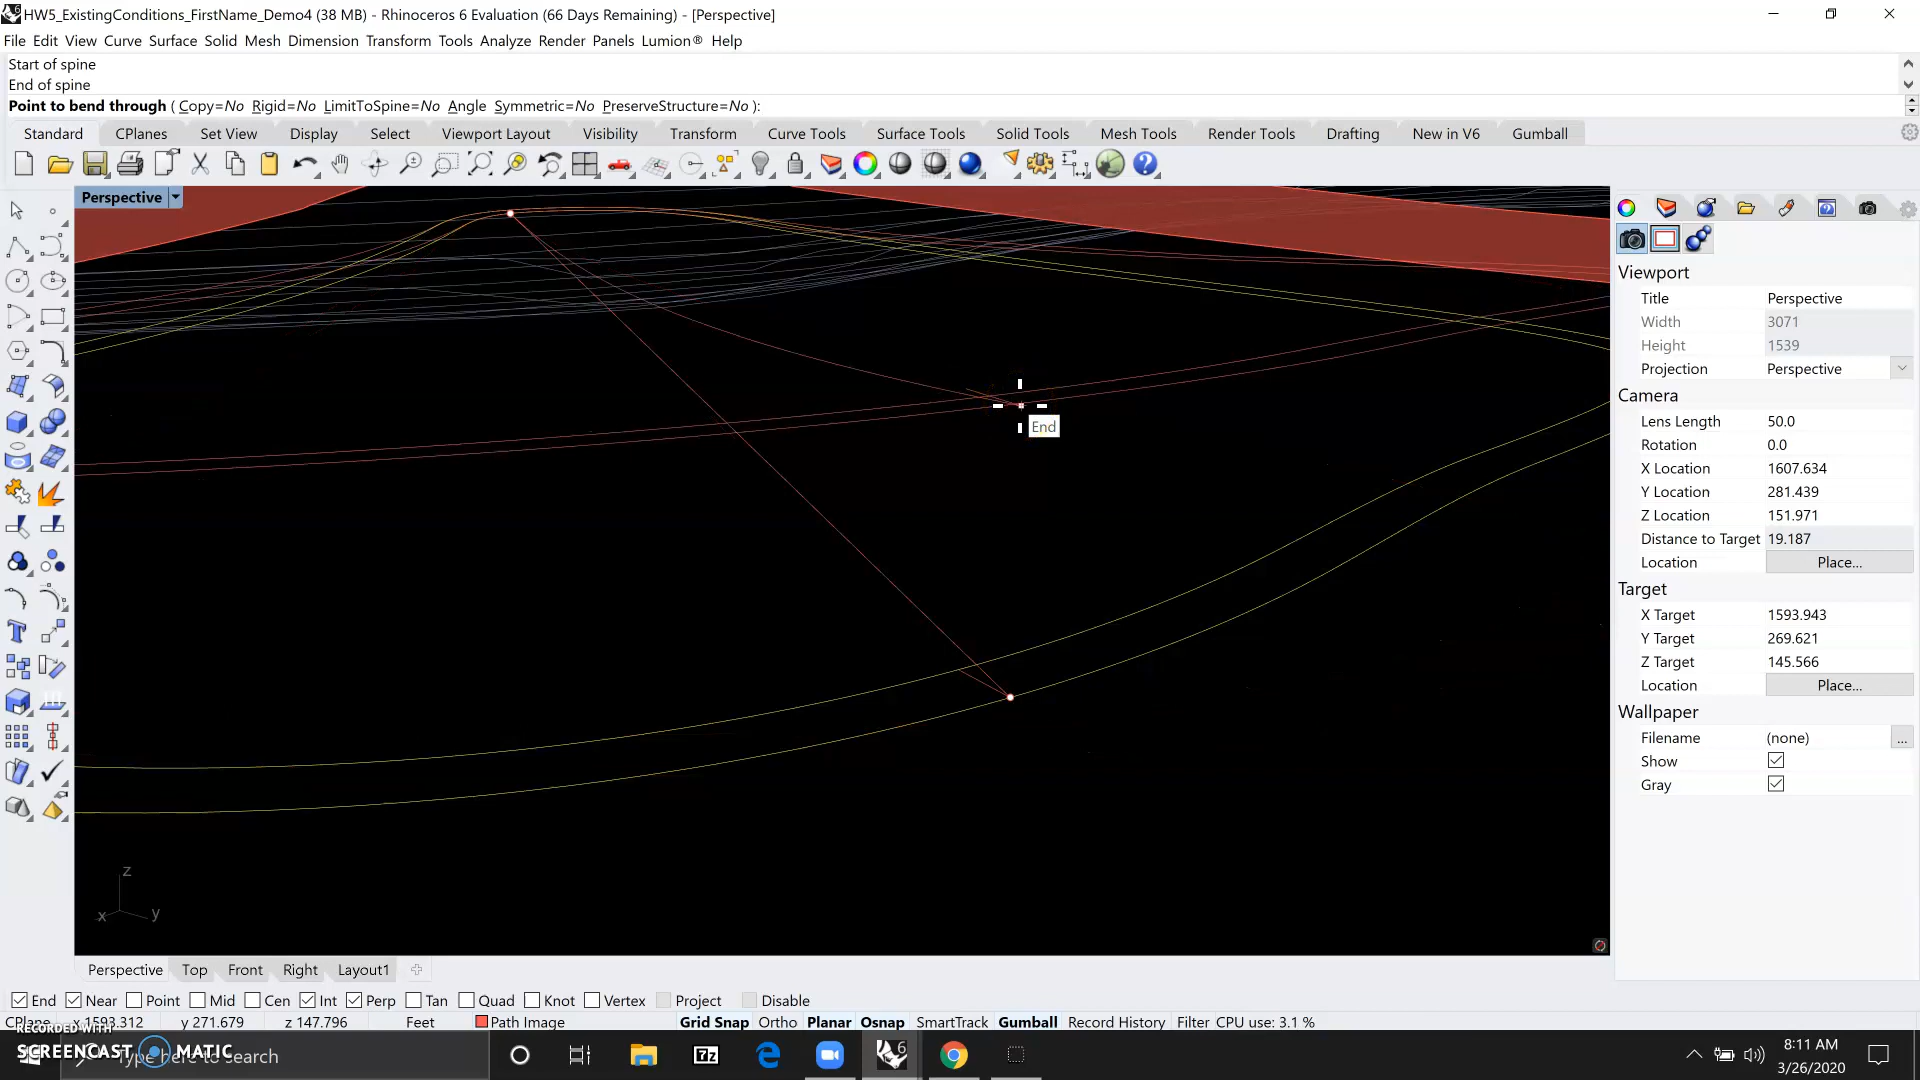 HW5_ExistingConditions_FirstName_Demo4 (38 MB) - Rhinoceros 6 Evaluation (66 Days Remaining) - [Perspective]
File Edit View Curve Surface Solid Mesh Dimension Transform Tools Analyze Render Panels Lumion® Help
Start of spine
End of spine
Point to bend through ( Copy=No Rigid=No LimitToSpine=No Angle Symmetric=No PreserveStructure=No ):
Standard CPlanes Set View Display Select Viewport Layout Visibility Transform Curve Tools Surface Tools Solid Tools Mesh Tools Render Tools Drafting New in V6 Gumball
Perspective
End
z
x y
Viewport
Title Perspective
Width 3071
Height 1539
Projection Perspective
Camera
Lens Length 50.0
Rotation 0.0
X Location 1607.634
Y Location 281.439
Z Location 151.971
Distance to Target 19.187
Location Place...
Target
X Target 1593.943
Y Target 269.621
Z Target 145.566
Location Place...
Wallpaper
Filename (none) ...
Show
Gray
Perspective Top Front Right Layout1
End Near Point Mid Cen Int Perp Tan Quad Knot Vertex Project Disable
CPlane x 1593.312 y 271.679 z 147.796 Feet Path Image Grid Snap Ortho Planar Osnap SmartTrack Gumball Record History Filter CPU use: 3.1 %
RECORDED WITH
SCREENCAST MATIC
Type here to search
7z
6
8:11 AM
3/26/2020